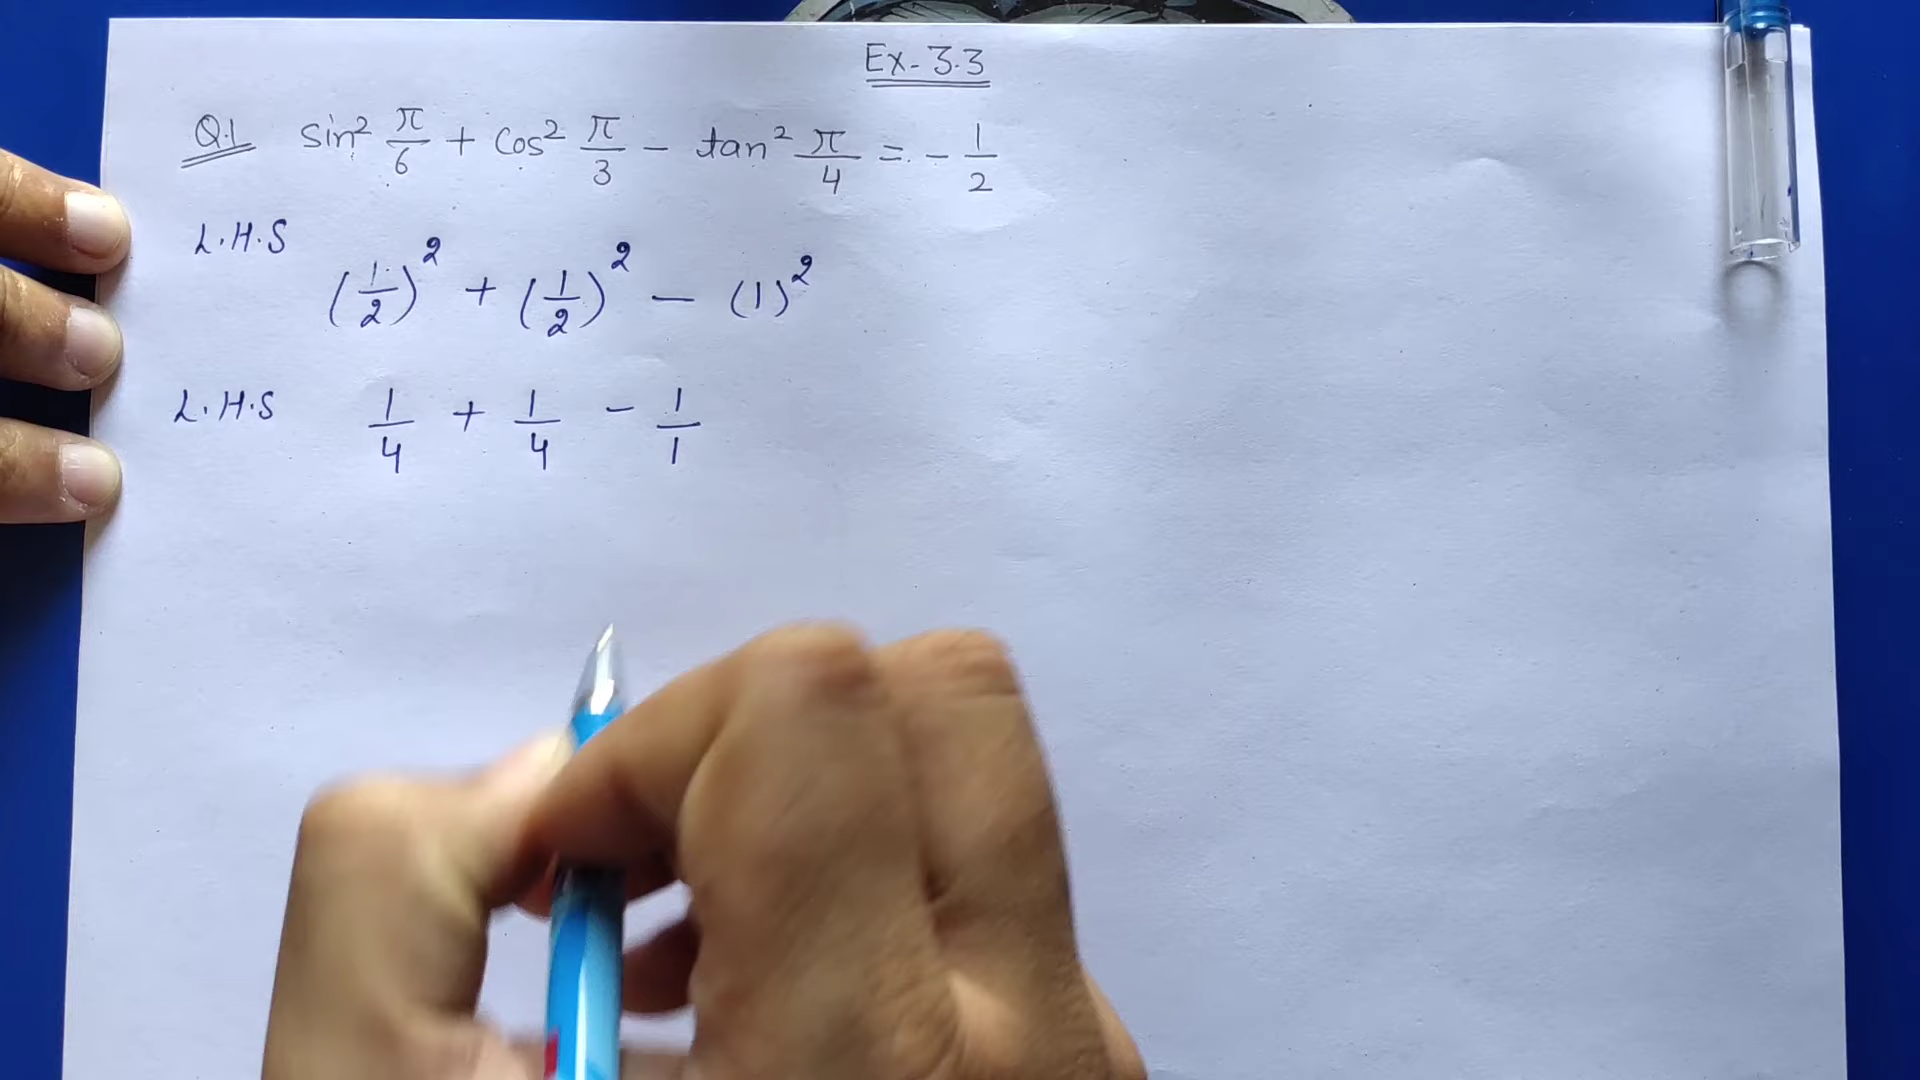 Ex- 3.3
Q.1 sin² π/6 + cos² π/3 - tan² π/4 = - 1/2
L.H.S
(1/2)² + (1/2)² - (1)²
L.H.S 1/4 + 1/4 - 1/1